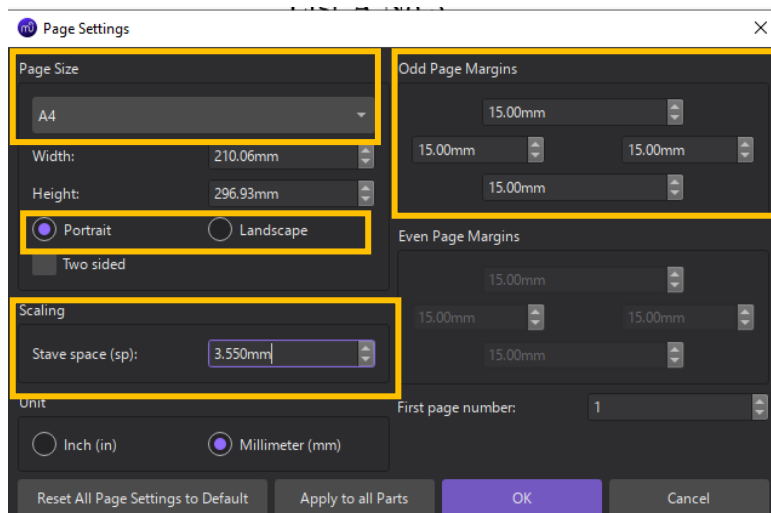 Page Settings
Page Size
A4
Width: 210.06mm
Height: 296.93mm
Portrait Landscape
Two sided
Scaling
Stave space (sp): 3.550mm
Unit
Inch (in) Millimeter (mm)
Odd Page Margins
15.00mm
15.00mm 15.00mm
15.00mm
Even Page Margins
15.00mm
15.00mm 15.00mm
15.00mm
First page number: 1
Reset All Page Settings to Default Apply to all Parts OK Cancel